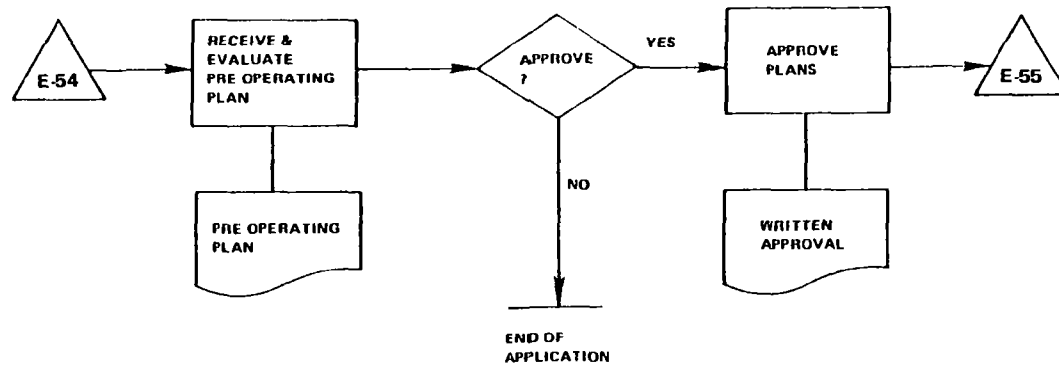 E-54
RECEIVE &
EVALUATE
PRE OPERATING
PLAN
APPROVE
?
YES
APPROVE
PLANS
E-55
NO
PRE OPERATING
PLAN
WRITTEN
APPROVAL
END OF
APPLICATION